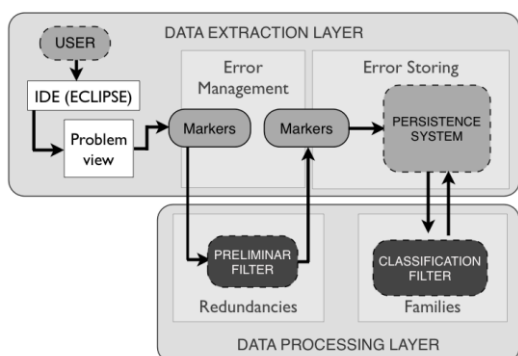 DATA EXTRACTION LAYER
USER
IDE (ECLIPSE)
Problem
view
Error
Management
Markers
Markers
Error Storing
PERSISTENCE
SYSTEM
PRELIMINAR
FILTER
Redundancies
CLASSIFICATION
FILTER
Families
DATA PROCESSING LAYER